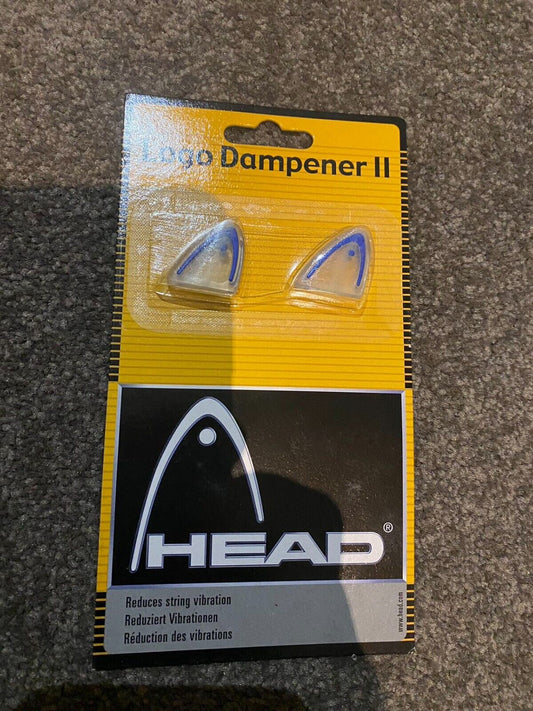 Logo Dampener II
HEAD®
Reduces string vibration
Reduziert Vibrationen
Réduction des vibrations
www.head.com